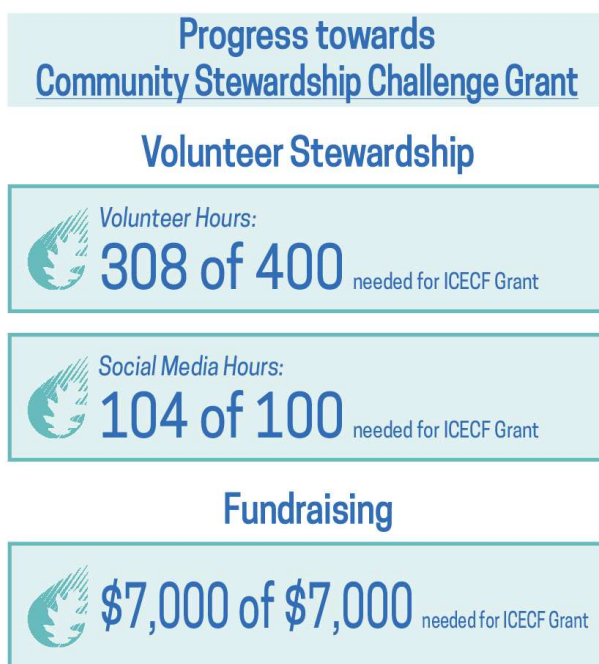 Progress towards
Community Stewardship Challenge Grant
Volunteer Stewardship
Volunteer Hours:
308 of 400 needed for ICECF Grant
Social Media Hours:
104 of 100 needed for ICECF Grant
Fundraising
$7,000 of $7,000 needed for ICECF Grant